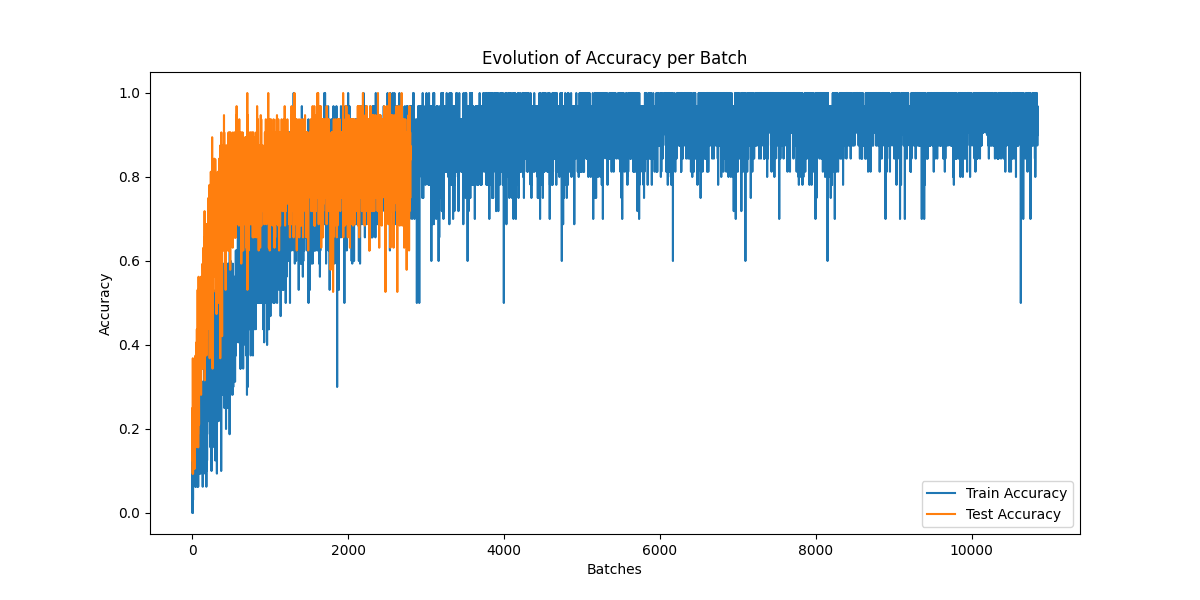 Evolution of Accuracy per Batch
1.0
0.8
0.6
0.4
0.2
0.0
Accuracy
0
2000
4000
6000
8000
10000
Batches
Train Accuracy
Test Accuracy